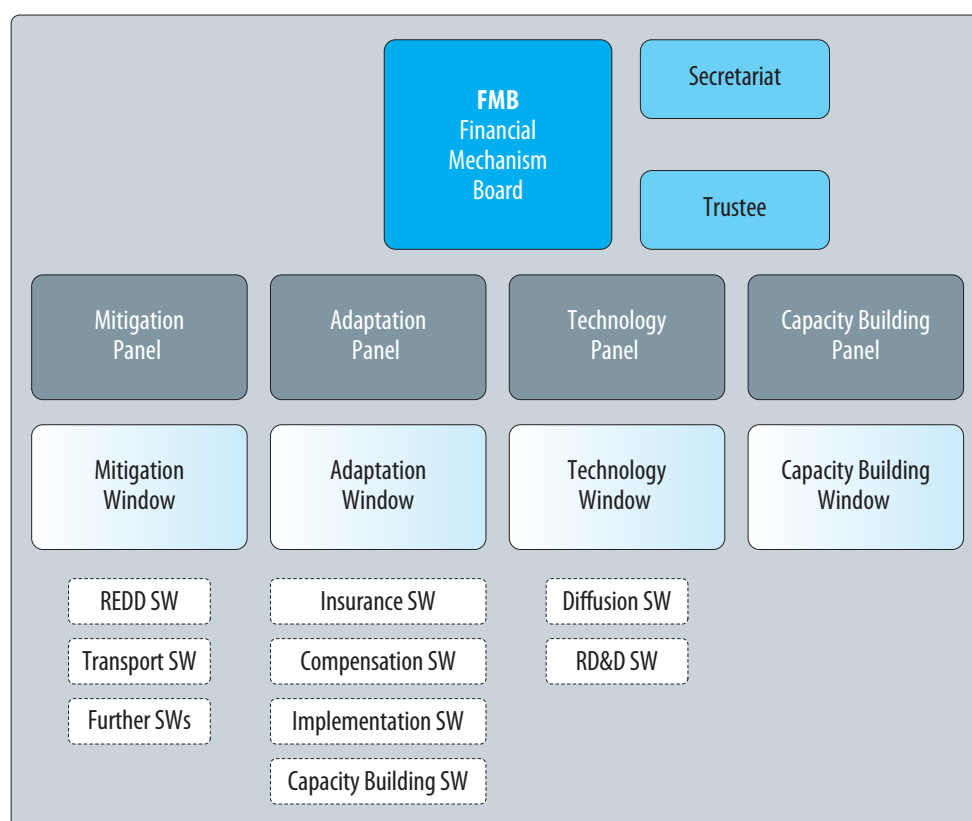 FMB
Financial
Mechanism
Board
Secretariat
Trustee
Mitigation
Panel
Adaptation
Panel
Technology
Panel
Capacity Building
Panel
Mitigation
Window
Adaptation
Window
Technology
Window
Capacity Building
Window
REDD SW
Transport SW
Further SWs
Insurance SW
Compensation SW
Implementation SW
Capacity Building SW
Diffusion SW
RD&D SW